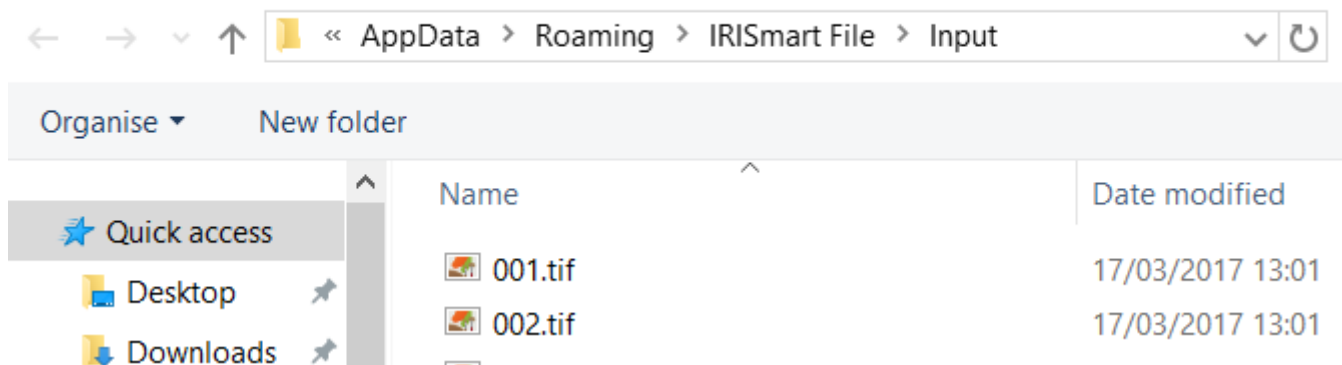 « AppData > Roaming > IRISmart File > Input
Organise New folder
Name Date modified
Quick access
001.tif 17/03/2017 13:01
Desktop
002.tif 17/03/2017 13:01
Downloads